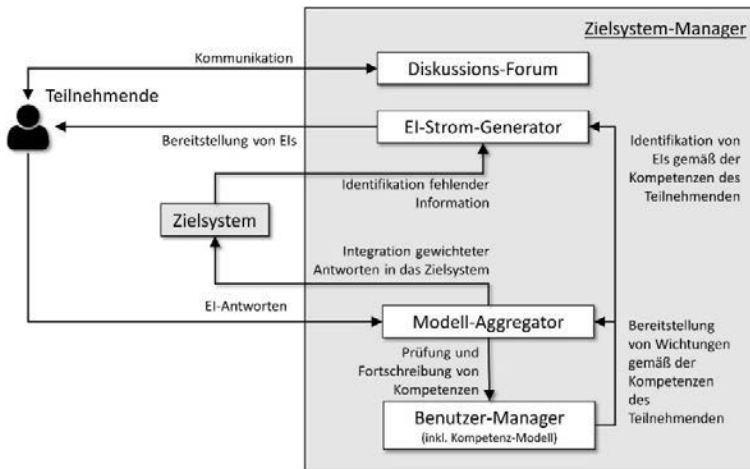 Zielsystem-Manager
Kommunikation
Diskussions-Forum
Teilnehmende
EI-Strom-Generator
Bereitstellung von EIs
Identifikation von
EIs gemäß der
Kompetenzen des
Teilnehmenden
Identifikation fehlender
Information
Zielsystem
Integration gewichteter
Antworten in das Zielsystem
EI-Antworten
Modell-Aggregator
Bereitstellung
von Wichtungen
gemäß der
Kompetenzen
des
Teilnehmenden
Prüfung und
Fortschreibung von
Kompetenzen
Benutzer-Manager
(inkl. Kompetenz-Modell)